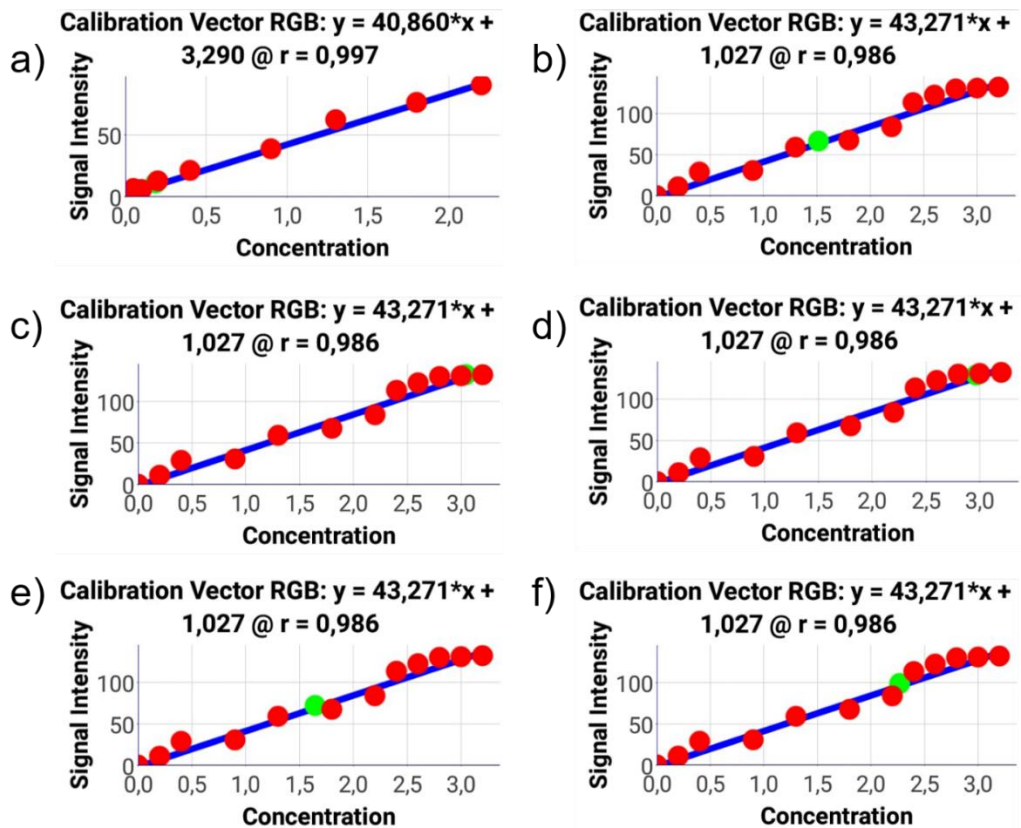 a)
Calibration Vector RGB: y = 40,860*x +
3,290 @ r = 0,997
Signal Intensity
50
0
0,0 0,5 1,0 1,5 2,0
Concentration
b)
Calibration Vector RGB: y = 43,271*x +
1,027 @ r = 0,986
Signal Intensity
100
50
0
0,0 0,5 1,0 1,5 2,0 2,5 3,0
Concentration
c)
Calibration Vector RGB: y = 43,271*x +
1,027 @ r = 0,986
Signal Intensity
100
50
0
0,0 0,5 1,0 1,5 2,0 2,5 3,0
Concentration
d)
Calibration Vector RGB: y = 43,271*x +
1,027 @ r = 0,986
Signal Intensity
100
50
0
0,0 0,5 1,0 1,5 2,0 2,5 3,0
Concentration
e)
Calibration Vector RGB: y = 43,271*x +
1,027 @ r = 0,986
Signal Intensity
100
50
0
0,0 0,5 1,0 1,5 2,0 2,5 3,0
Concentration
f)
Calibration Vector RGB: y = 43,271*x +
1,027 @ r = 0,986
Signal Intensity
100
50
0
0,0 0,5 1,0 1,5 2,0 2,5 3,0
Concentration